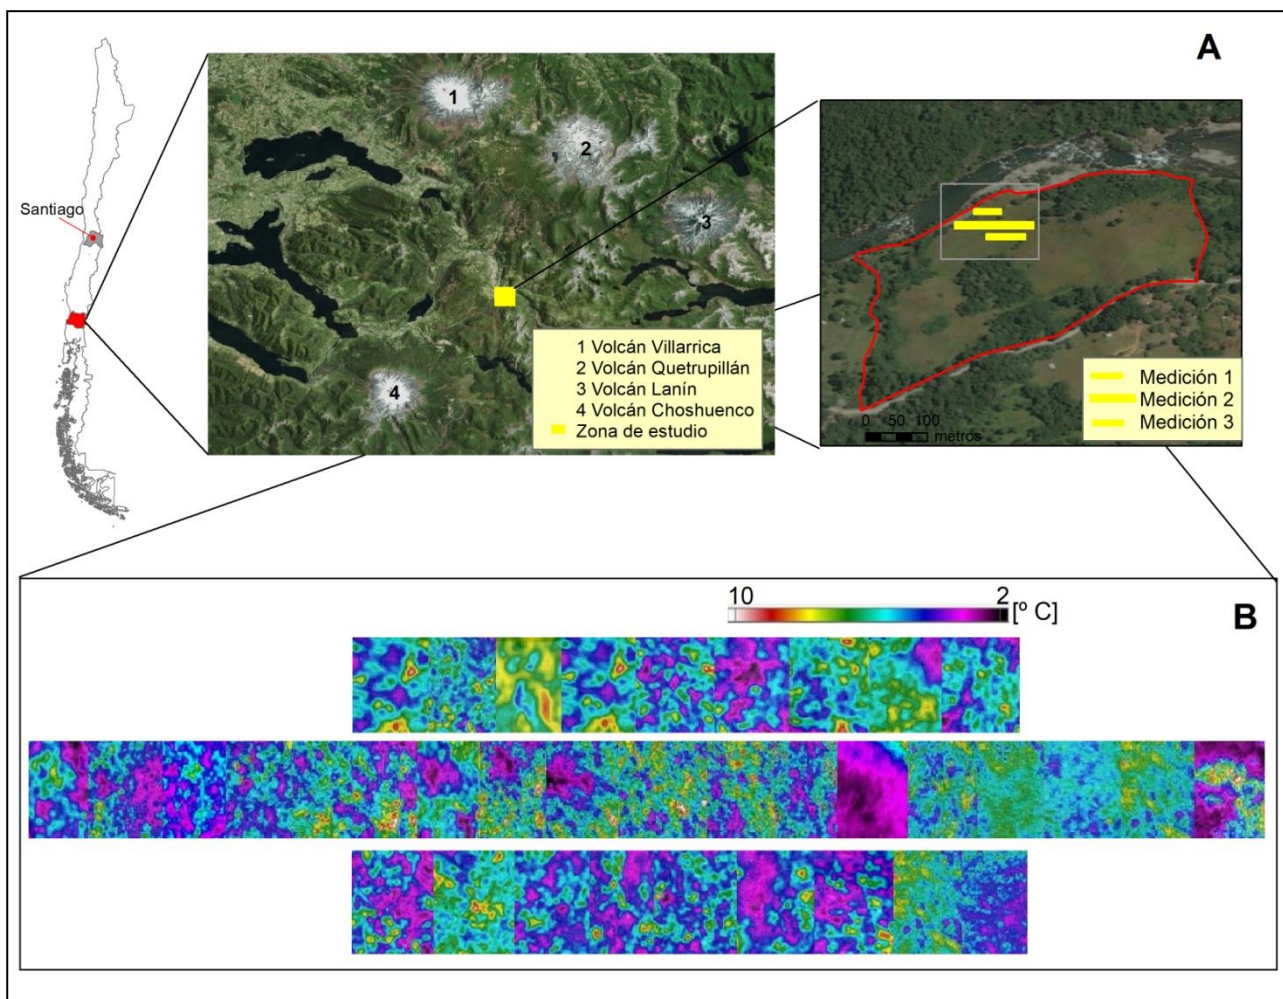 A
Santiago
1
2
3
4
1 Volcán Villarrica
2 Volcán Quetrupillán
3 Volcán Lanín
4 Volcán Choshuenco
Zona de estudio
Medición 1
Medición 2
Medición 3
0 50 100
metros
B
10 2 [º C]